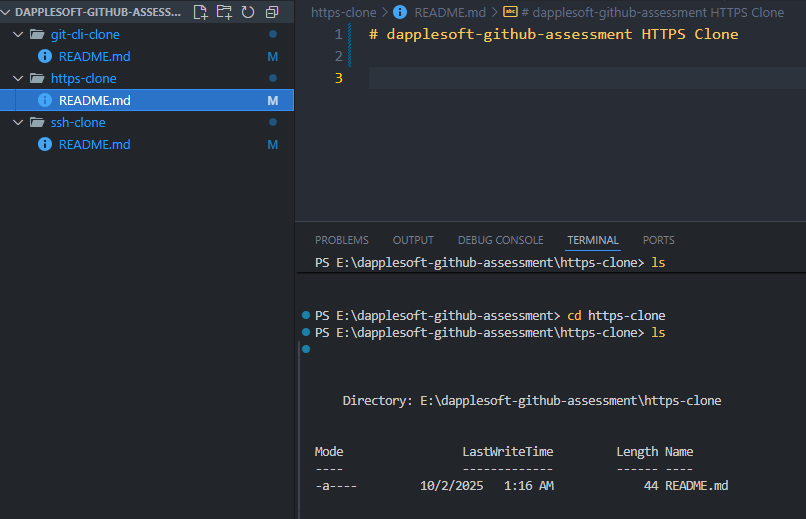 DAPPLESOFT-GITHUB-ASSESS...
git-cli-clone
README.md M
https-clone
README.md M
ssh-clone
README.md M
https-clone > README.md > abc # dapplesoft-github-assessment HTTPS Clone
1 # dapplesoft-github-assessment HTTPS Clone
2
3
PROBLEMS OUTPUT DEBUG CONSOLE TERMINAL PORTS
PS E:\dapplesoft-github-assessment\https-clone> ls
PS E:\dapplesoft-github-assessment> cd https-clone
PS E:\dapplesoft-github-assessment\https-clone> ls
Directory: E:\dapplesoft-github-assessment\https-clone
Mode LastWriteTime Length Name
---- ------------- ------ ----
-a---- 10/2/2025 1:16 AM 44 README.md